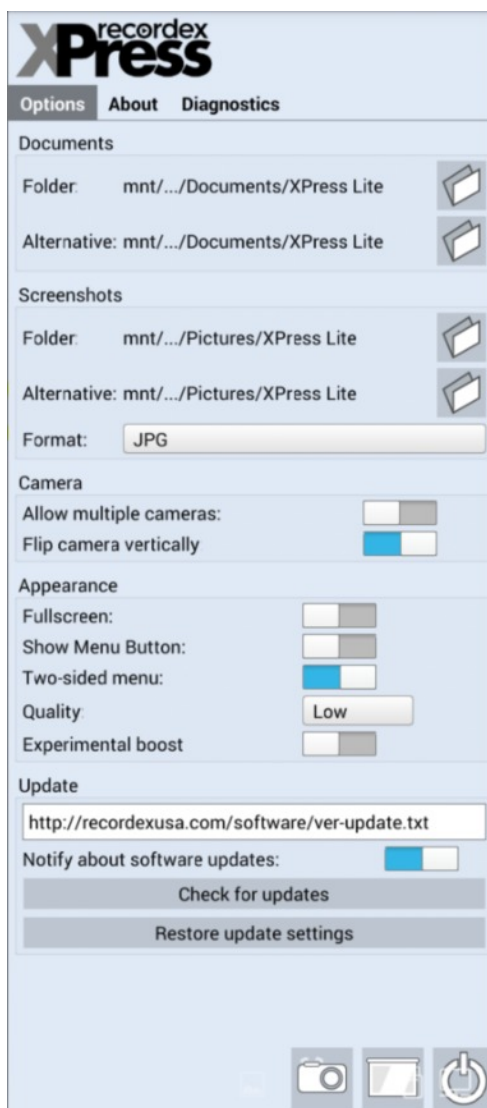 recordex
XPress
Options About Diagnostics
Documents
Folder: mnt/.../Documents/XPress Lite
Alternative: mnt/.../Documents/XPress Lite
Screenshots
Folder: mnt/.../Pictures/XPress Lite
Alternative: mnt/.../Pictures/XPress Lite
Format: JPG
Camera
Allow multiple cameras:
Flip camera vertically
Appearance
Fullscreen:
Show Menu Button:
Two-sided menu:
Quality: Low
Experimental boost
Update
http://recordexusa.com/software/ver-update.txt
Notify about software updates:
Check for updates
Restore update settings